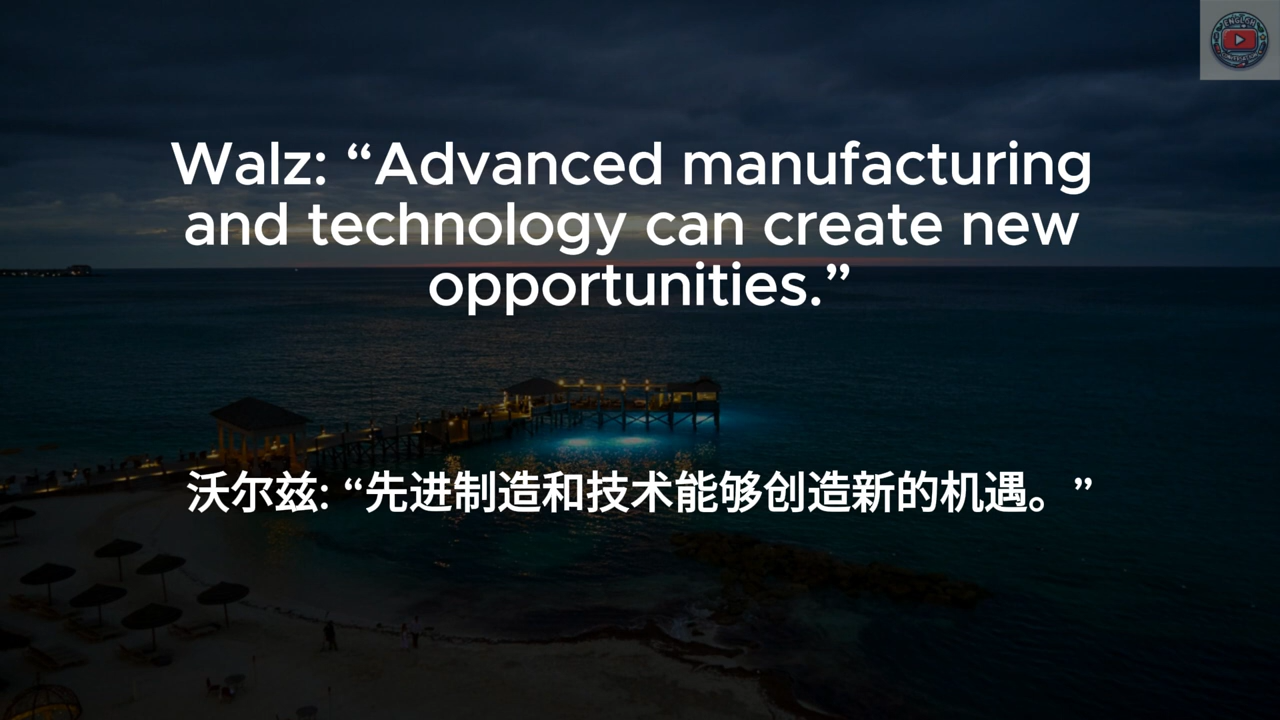 Walz: “Advanced manufacturing
and technology can create new
opportunities.”
沃尔兹: “先进制造和技术能够创造新的机遇。”